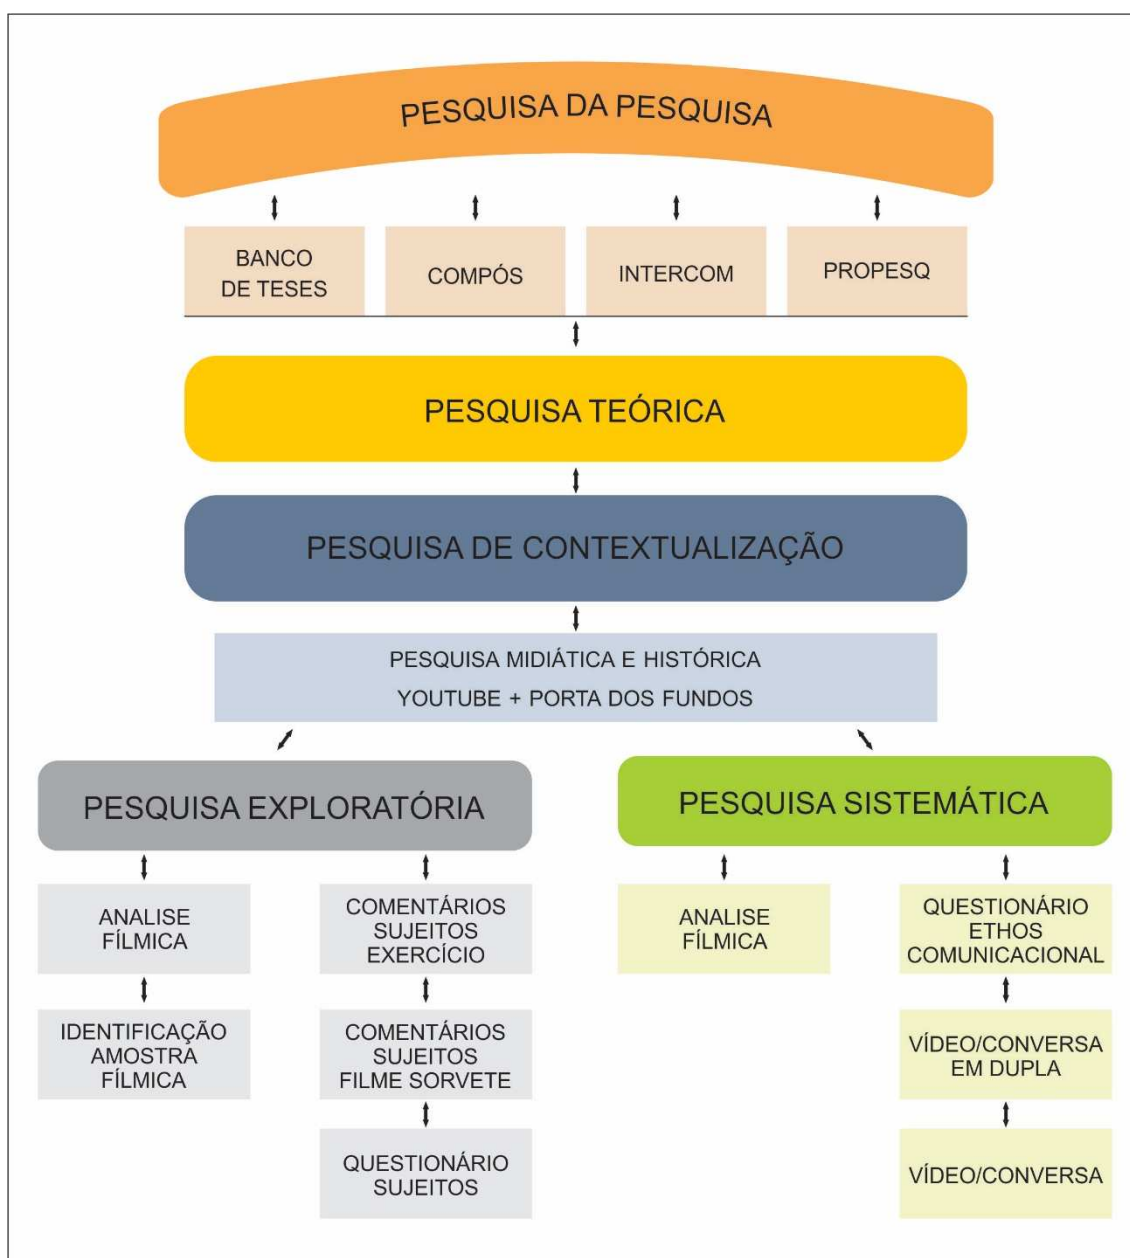 PESQUISA DA PESQUISA
BANCO
DE TESES
COMPÓS
INTERCOM
PROPESQ
PESQUISA TEÓRICA
PESQUISA DE CONTEXTUALIZAÇÃO
PESQUISA MIDIÁTICA E HISTÓRICA
YOUTUBE + PORTA DOS FUNDOS
PESQUISA EXPLORATÓRIA
ANALISE
FÍLMICA
IDENTIFICAÇÃO
AMOSTRA
FÍLMICA
COMENTÁRIOS
SUJEITOS
EXERCÍCIO
COMENTÁRIOS
SUJEITOS
FILME SORVETE
QUESTIONÁRIO
SUJEITOS
PESQUISA SISTEMÁTICA
ANALISE
FÍLMICA
QUESTIONÁRIO
ETHOS
COMUNICACIONAL
VÍDEO/CONVERSA
EM DUPLA
VÍDEO/CONVERSA